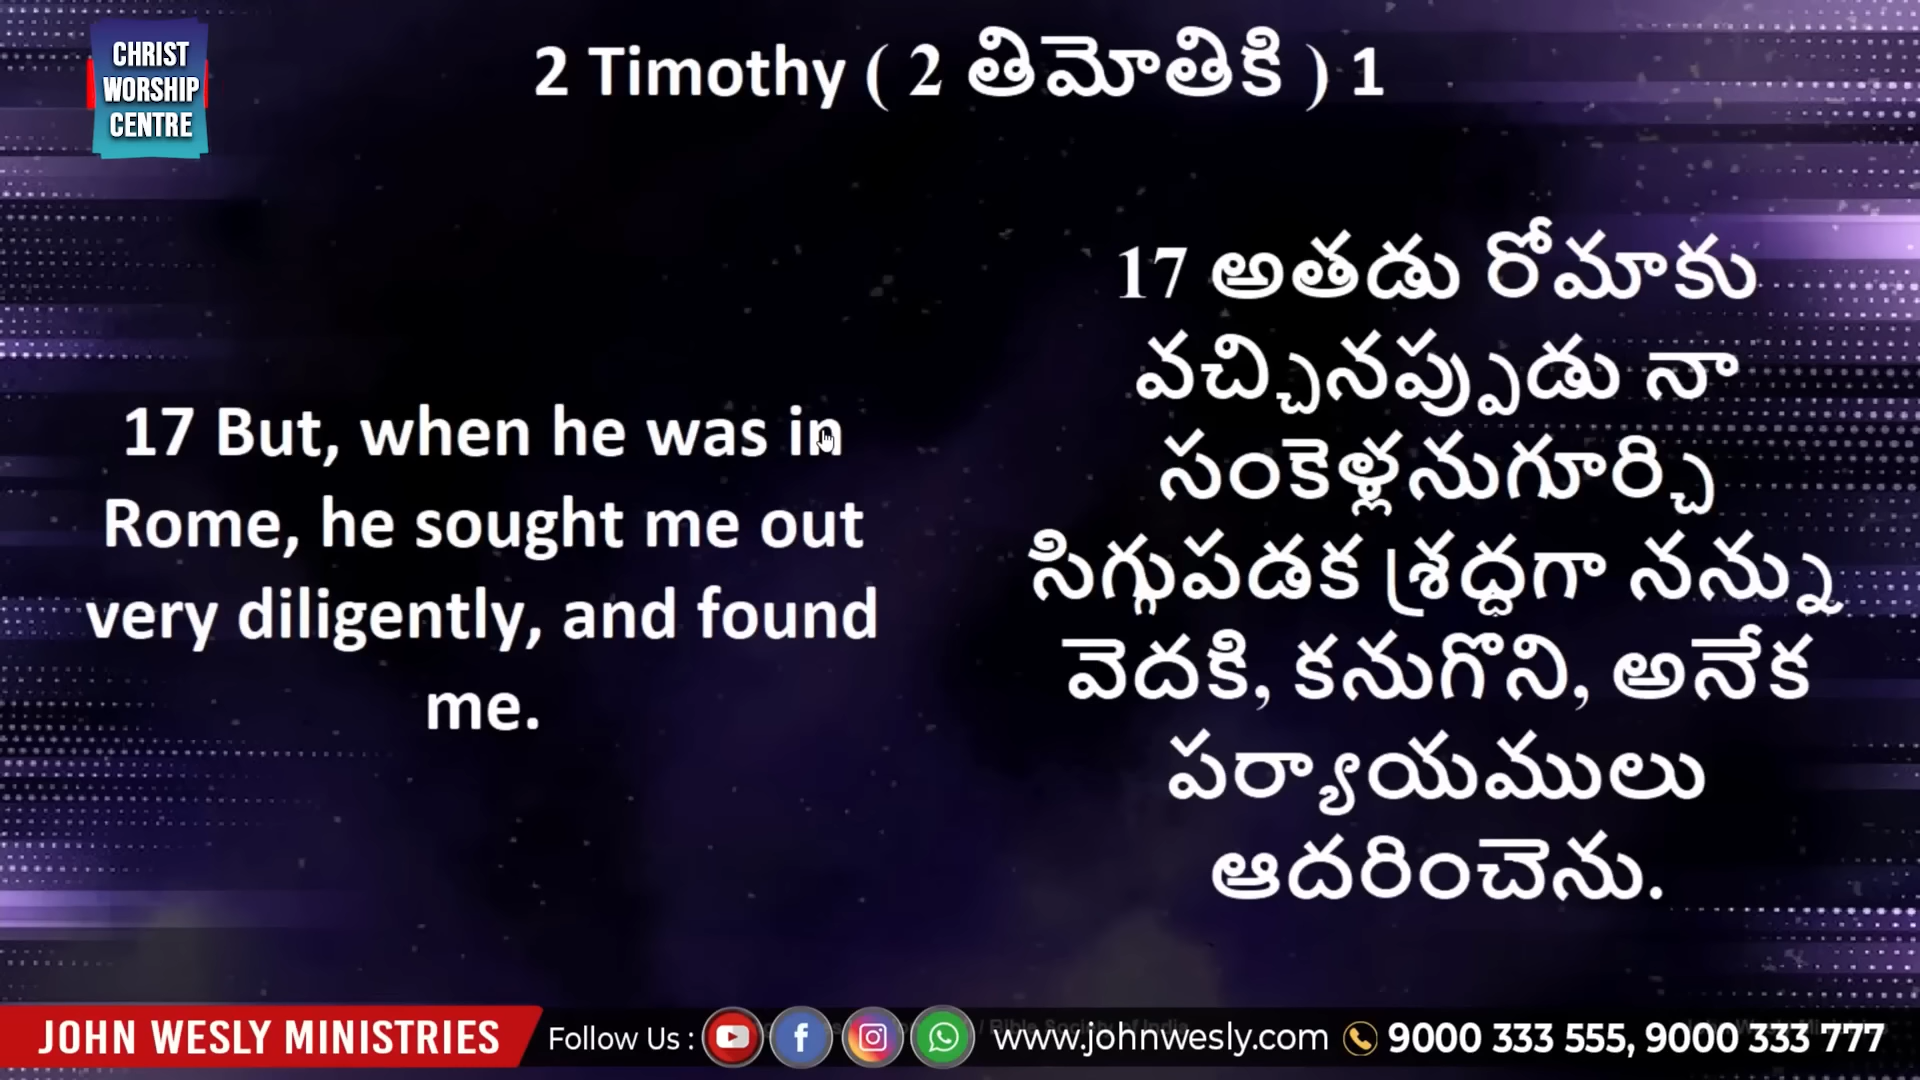 CHRIST
WORSHIP
CENTRE
2 Timothy ( 2 తిమోతికి ) 1
17 But, when he was in
Rome, he sought me out
very diligently, and found
me.
17 అతడు రోమాకు
వచ్చినప్పుడు నా
సంకెళ్లనుగూర్చి
సిగ్గుపడక శ్రద్ధగా నన్ను
వెదకి, కనుగొని, అనేక
పర్యాయములు
ఆదరించెను.
JOHN WESLY MINISTRIES
Follow Us :
www.johnwesly.com
9000 333 555, 9000 333 777